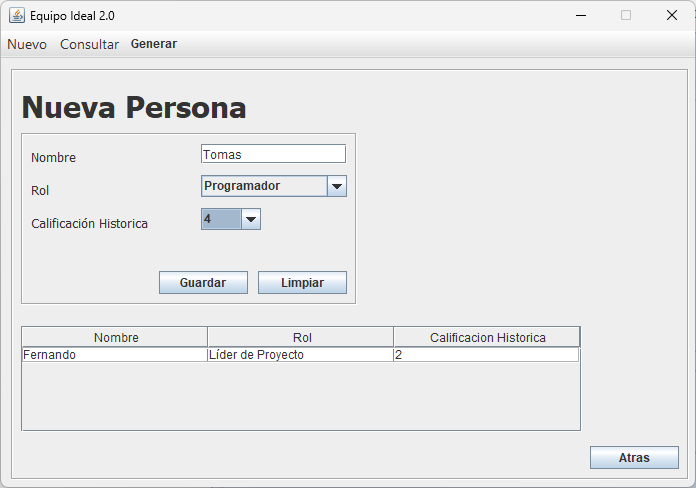 Equipo Ideal 2.0
Nuevo Consultar Generar
Nueva Persona
Nombre Tomas
Rol Programador
Calificación Historica 4
Guardar Limpiar
Nombre Rol Calificacion Historica
Fernando Líder de Proyecto 2
Atras